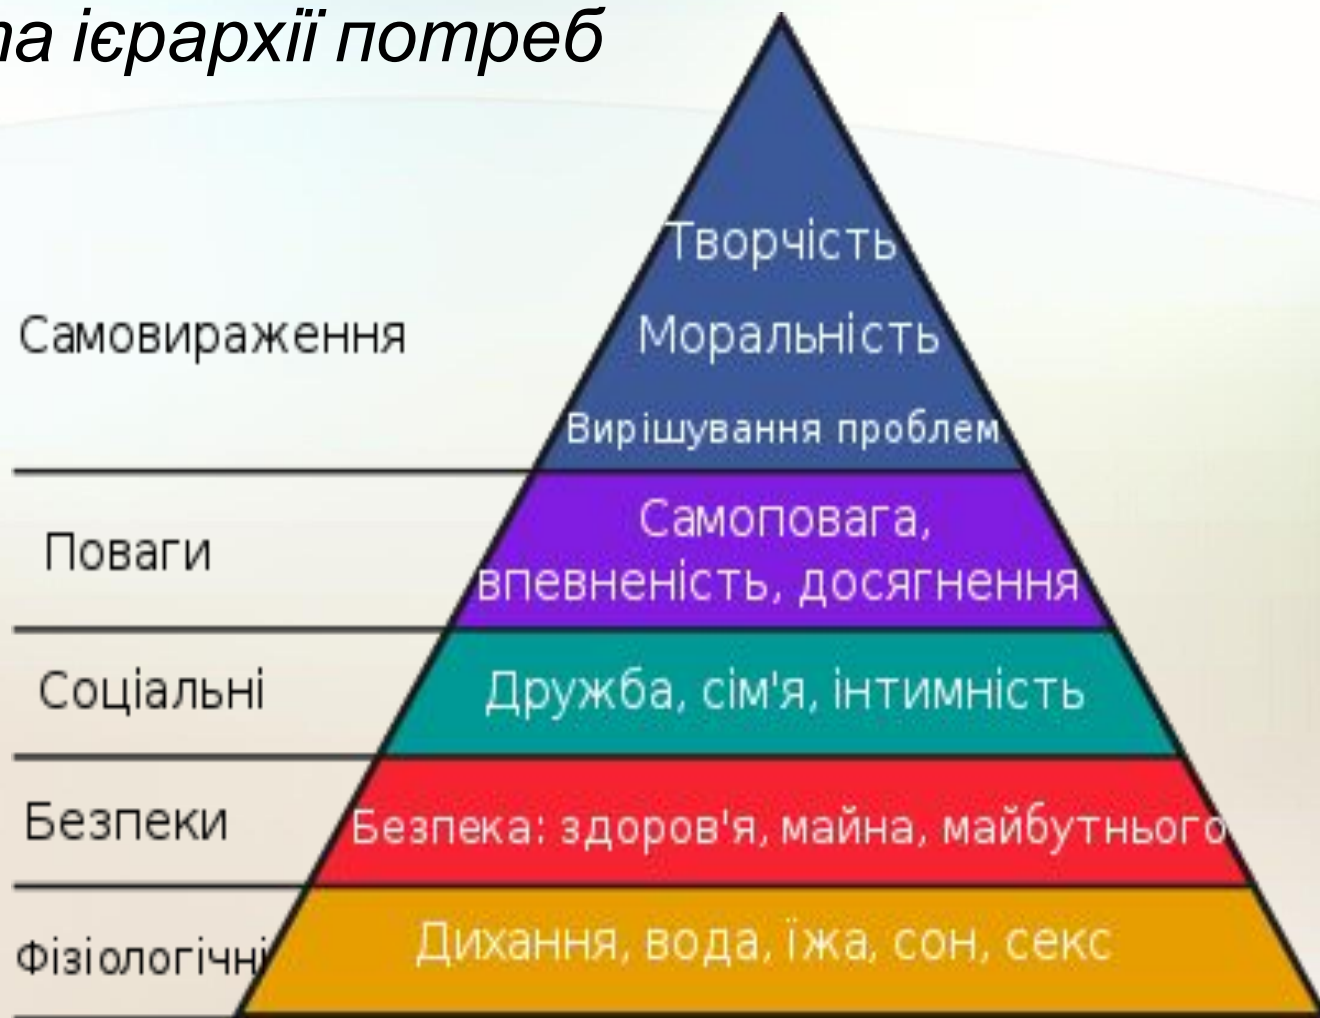 та ієрархії потреб
Творчість
Самовираження
Моральність
Вирішування проблем
Поваги
Самоповага,
впевненість, досягнення
Соціальні
Дружба, сім'я, інтимність
Безпеки
Безпека: здоров'я, майна, майбутнього
Фізіологічні
Дихання, вода, їжа, сон, секс